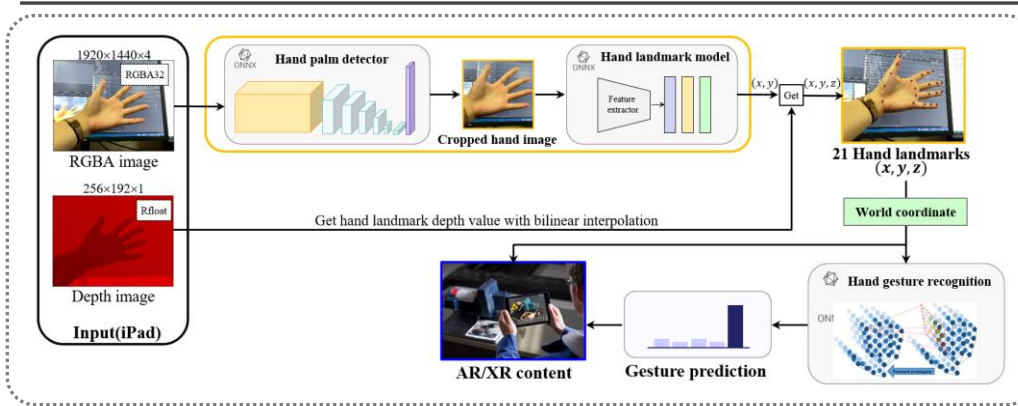 1920×1440×4
RGBA32
RGBA image
256×192×1
Rfloat
Depth image
Input(iPad)
ONNX
Hand palm detector
Cropped hand image
ONNX
Hand landmark model
Feature
extractor
(x, y)
Get
(x, y, z)
21 Hand landmarks
(x, y, z)
Get hand landmark depth value with bilinear interpolation
World coordinate
Hand gesture recognition
ONN
Forward propagate
Gesture prediction
AR/XR content